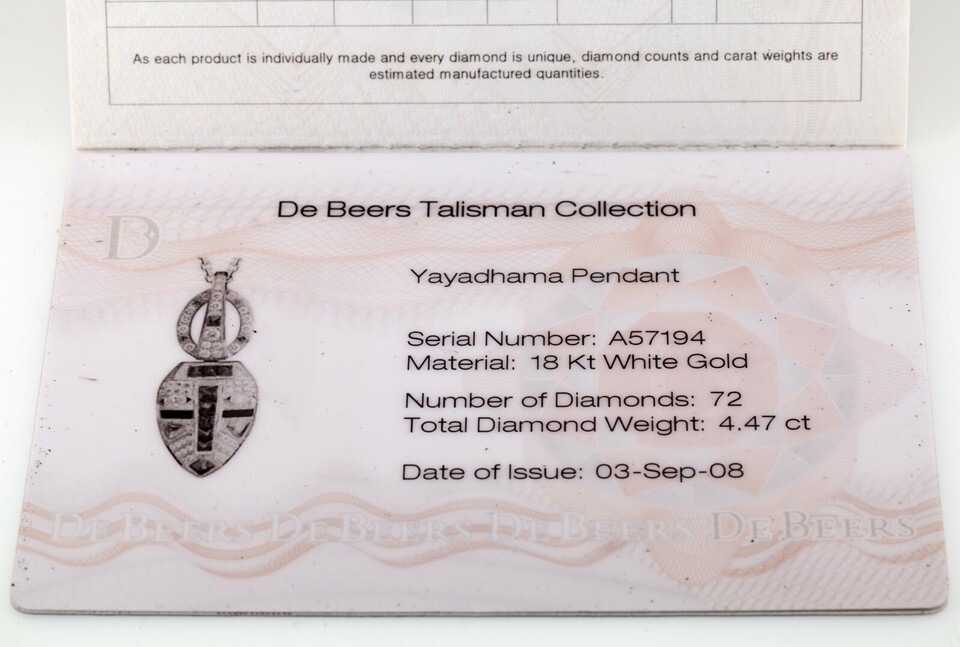 As each product is individually made and every diamond is unique, diamond counts and carat weights are
estimated manufactured quantities.
D
De Beers Talisman Collection
Yayadhama Pendant
Serial Number: A57194
Material: 18 Kt White Gold
Number of Diamonds: 72
Total Diamond Weight: 4.47 ct
Date of Issue: 03-Sep-08
DE BEERS DE BEERS DE BEERS DE BEERS